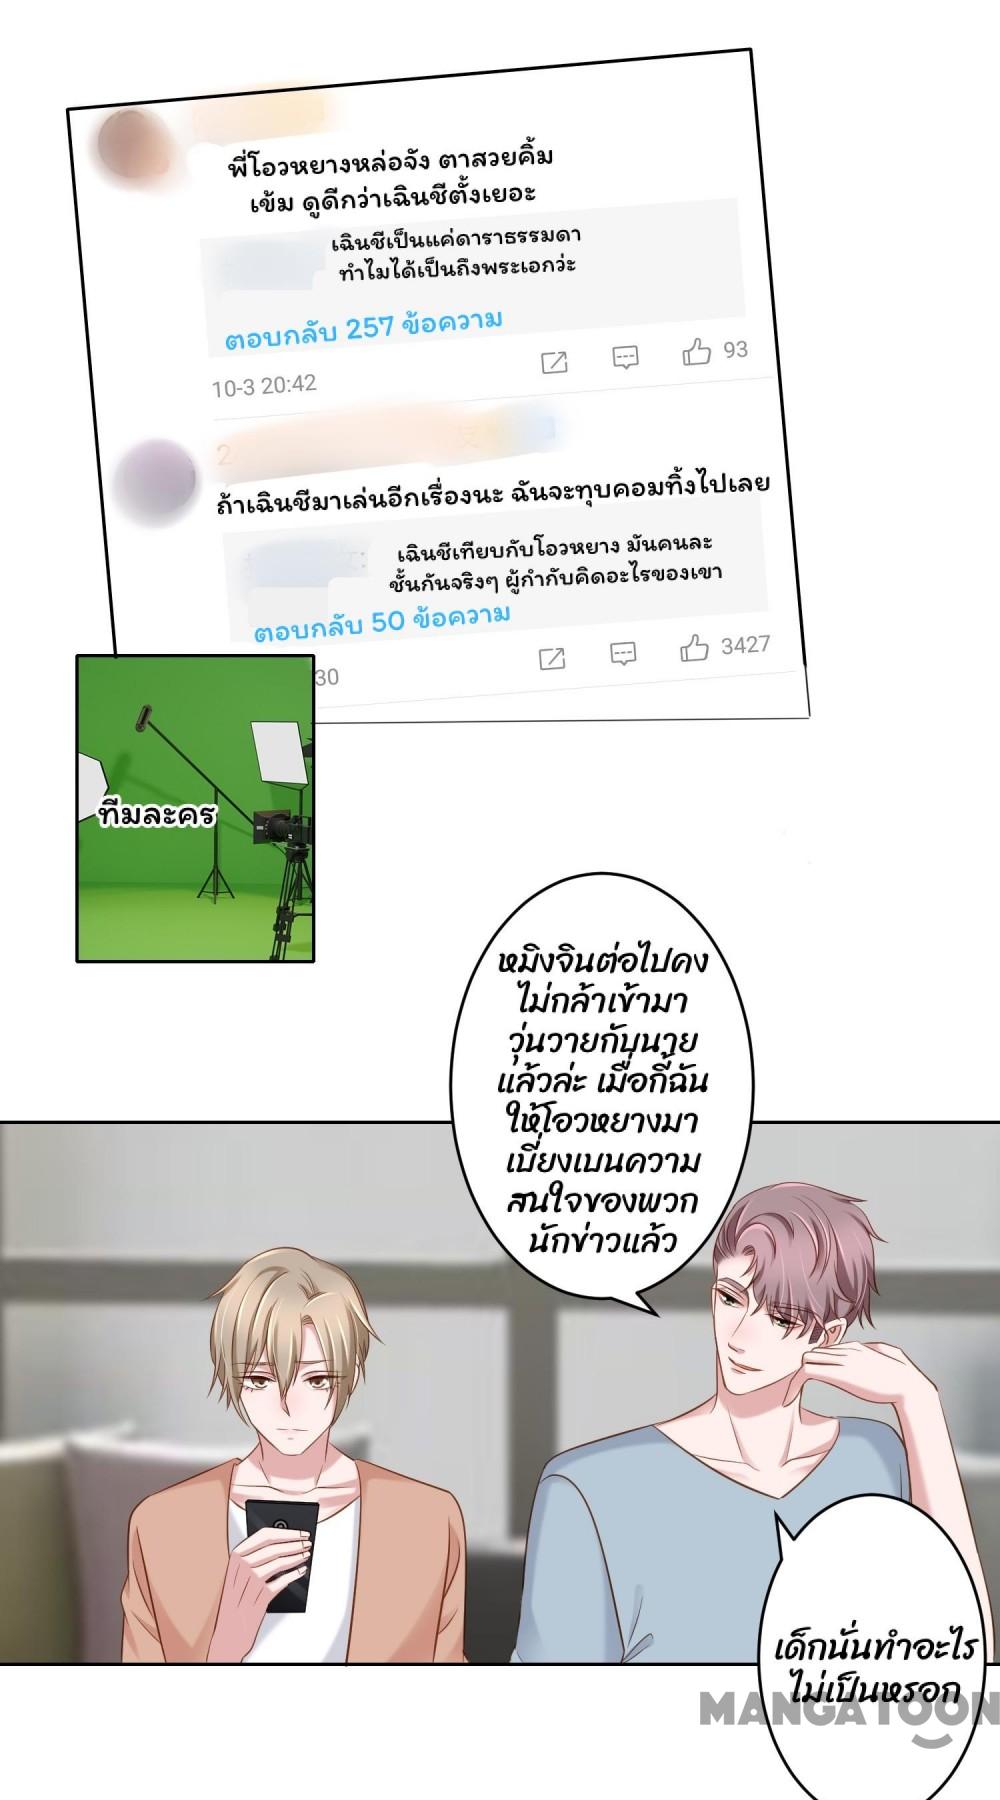 พี่โอวหยางหล่อจัง ตาสวยคิ้ม
เข้ม ดูดีกว่าเฉินชีตั้งเยอะ
เฉินชีเป็นแค่ดาราธรรมดา
ทำไมได้เป็นถึงพระเอกว่ะ
ตอบกลับ 257 ข้อความ
10-3 20:42
93
2
ถ้าเฉินชีมาเล่นอีกเรื่องนะ ฉันจะทุบคอมทิ้งไปเลย
เฉินชีเทียบกับโอวหยาง มันคนละ
ชั้นกันจริงๆ ผู้กำกับคิดอะไรของเขา
ตอบกลับ 50 ข้อความ
30
3427
ทีมละคร
หมิงจินต่อไปคง
ไม่กล้าเข้ามา
วุ่นวายกับนาย
แล้วล่ะ เมื่อกี้ฉัน
ให้โอวหยางมา
เบี่ยงเบนความ
สนใจของพวก
นักข่าวแล้ว
เด็กนั่นทำอะไร
ไม่เป็นหรอก
MANGATOON